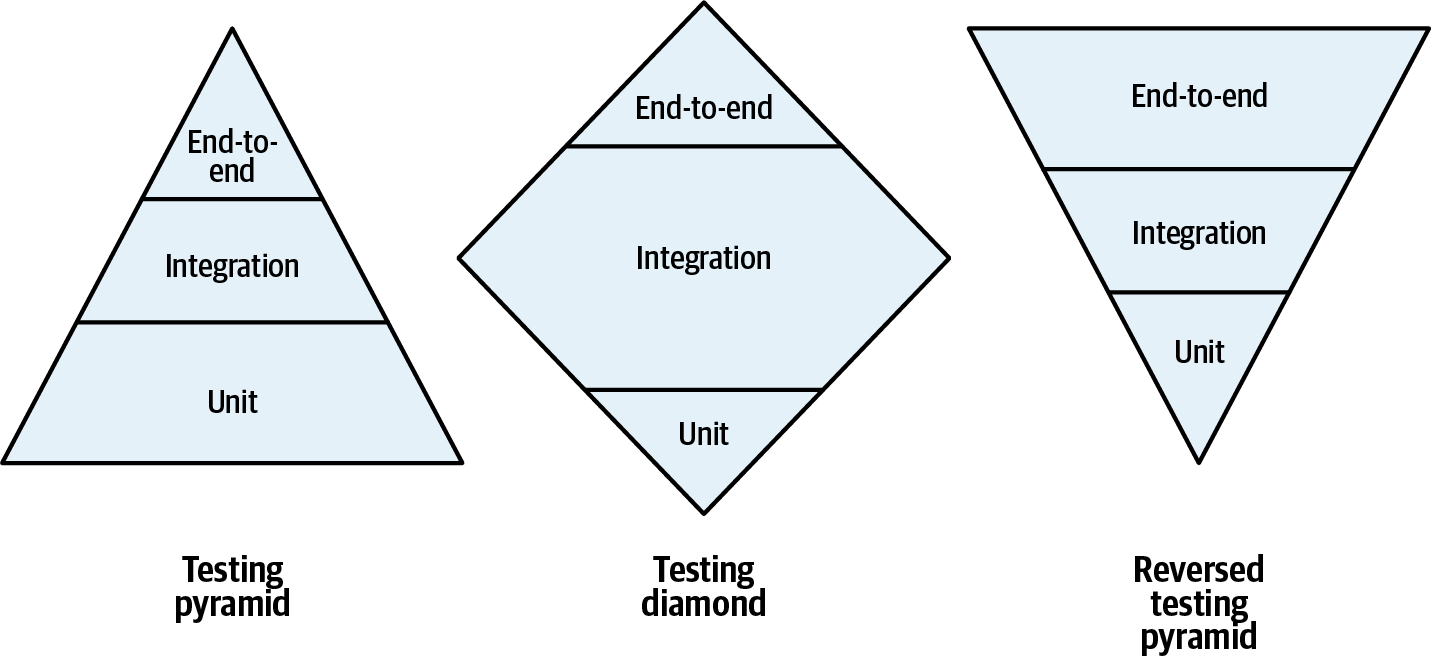 End-to-
end
Integration
Unit
Testing
pyramid
End-to-end
Integration
Unit
Testing
diamond
End-to-end
Integration
Unit
Reversed
testing
pyramid